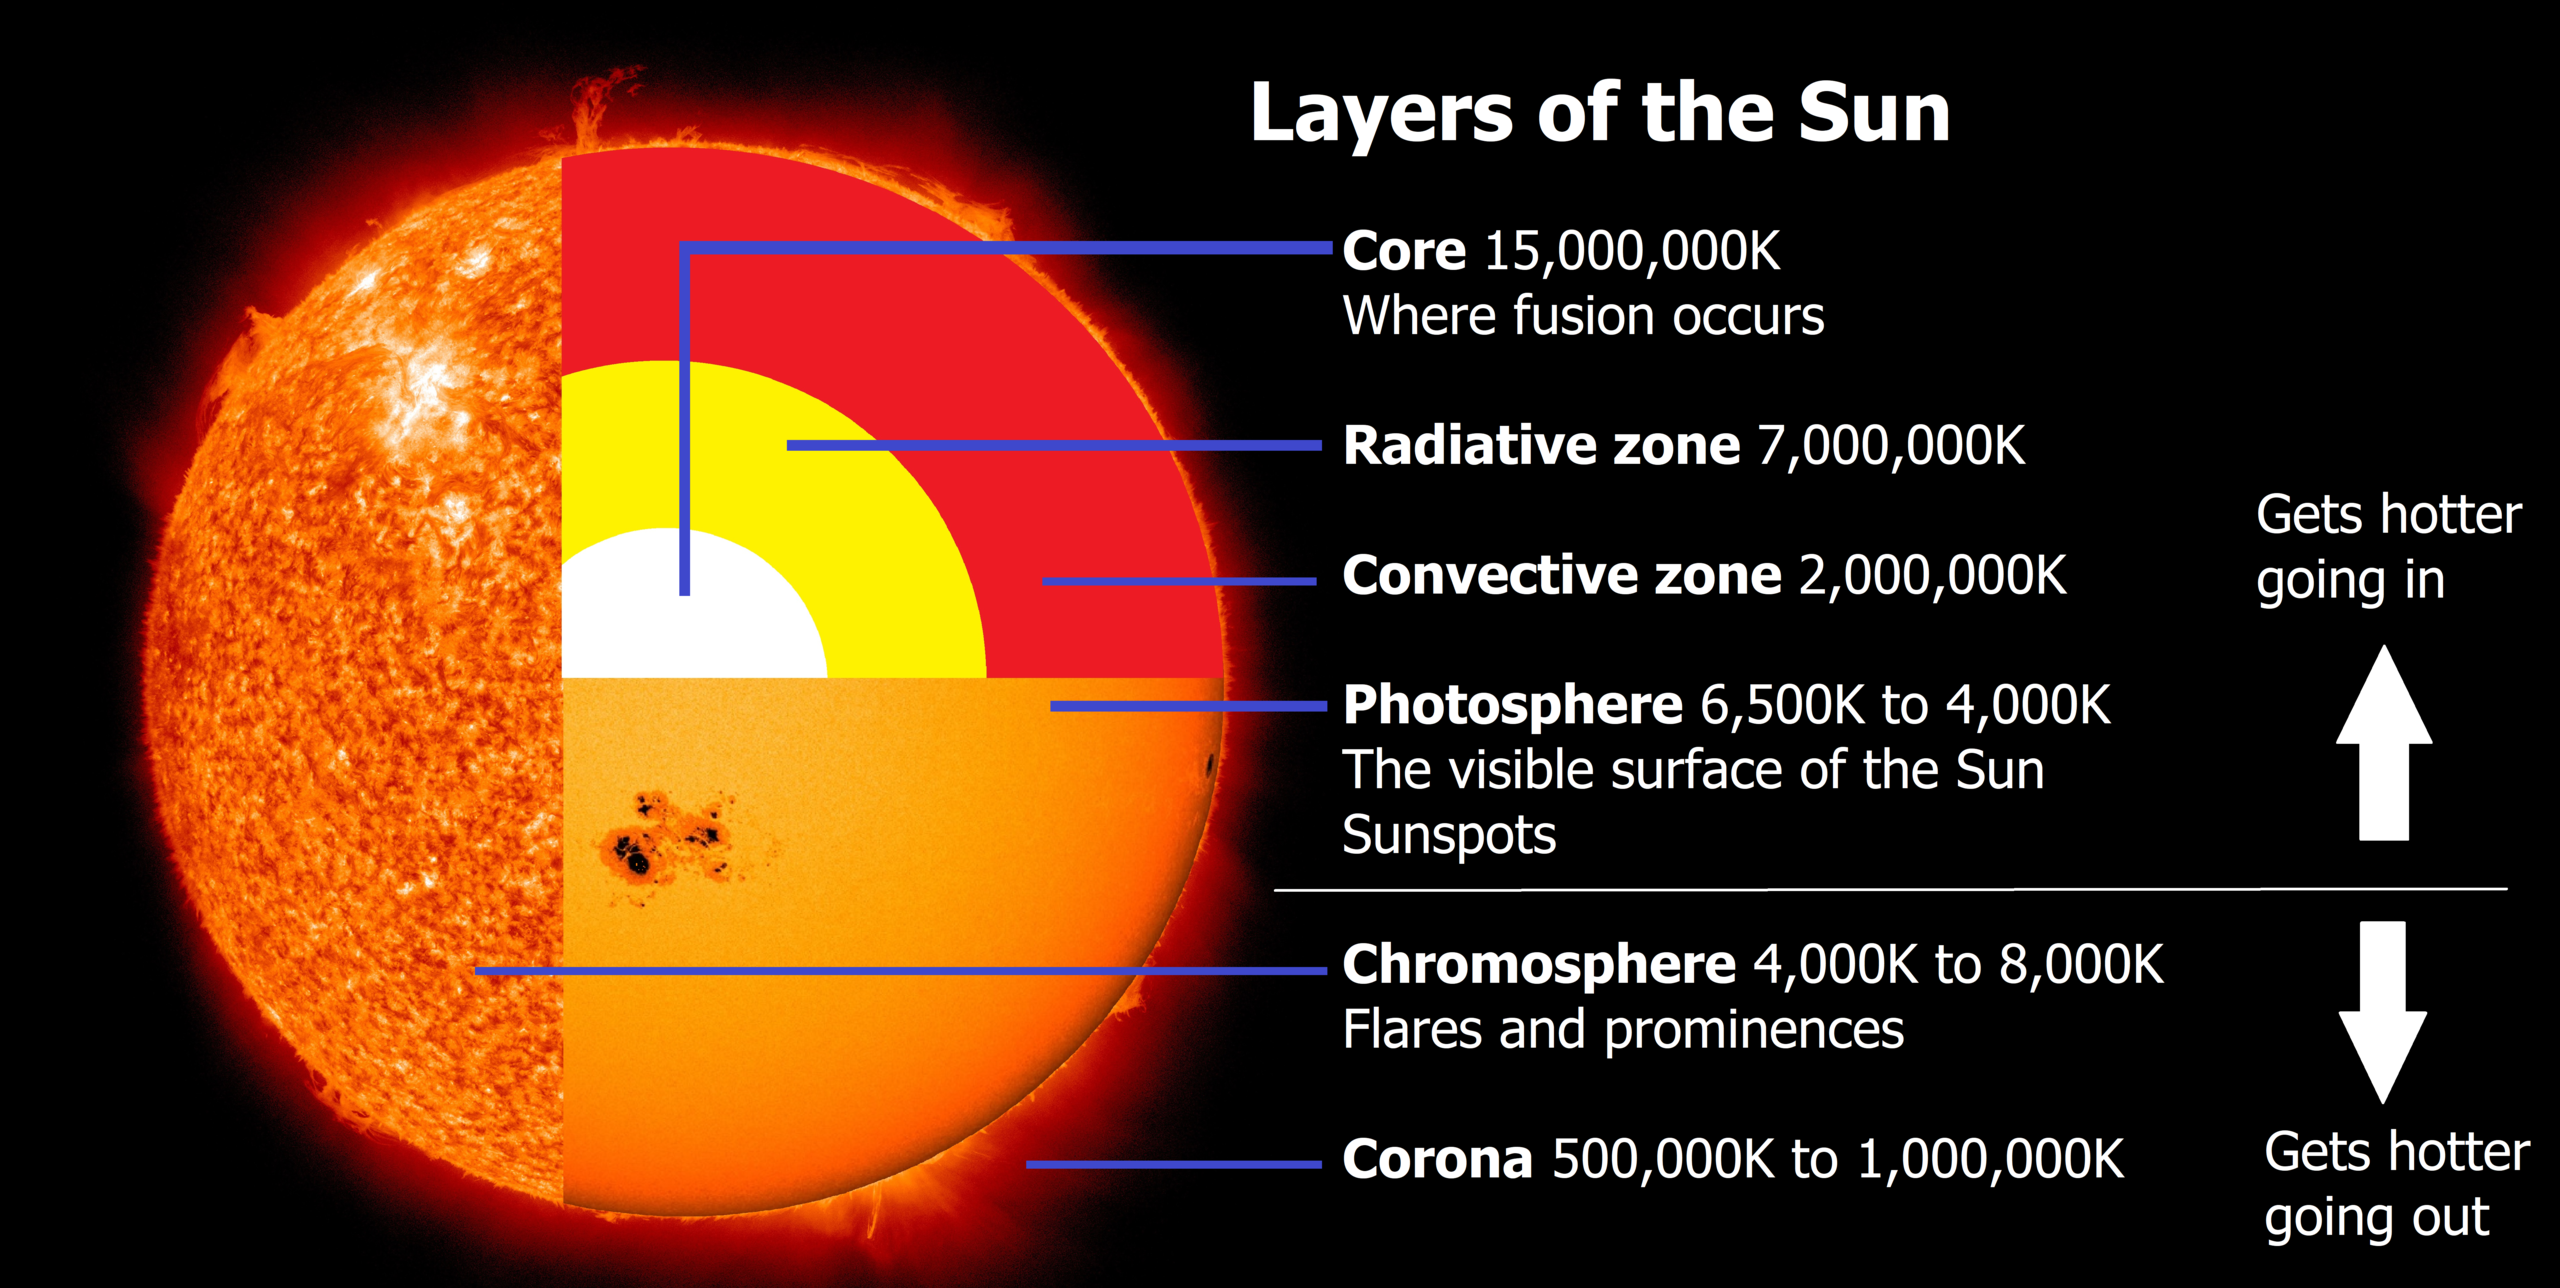 Layers of the Sun
Core 15,000,000K
Where fusion occurs
Radiative zone 7,000,000K
Convective zone 2,000,000K
Photosphere 6,500K to 4,000K
The visible surface of the Sun
Sunspots
Gets hotter
going in
Chromosphere 4,000K to 8,000K
Flares and prominences
Corona 500,000K to 1,000,000K
Gets hotter
going out